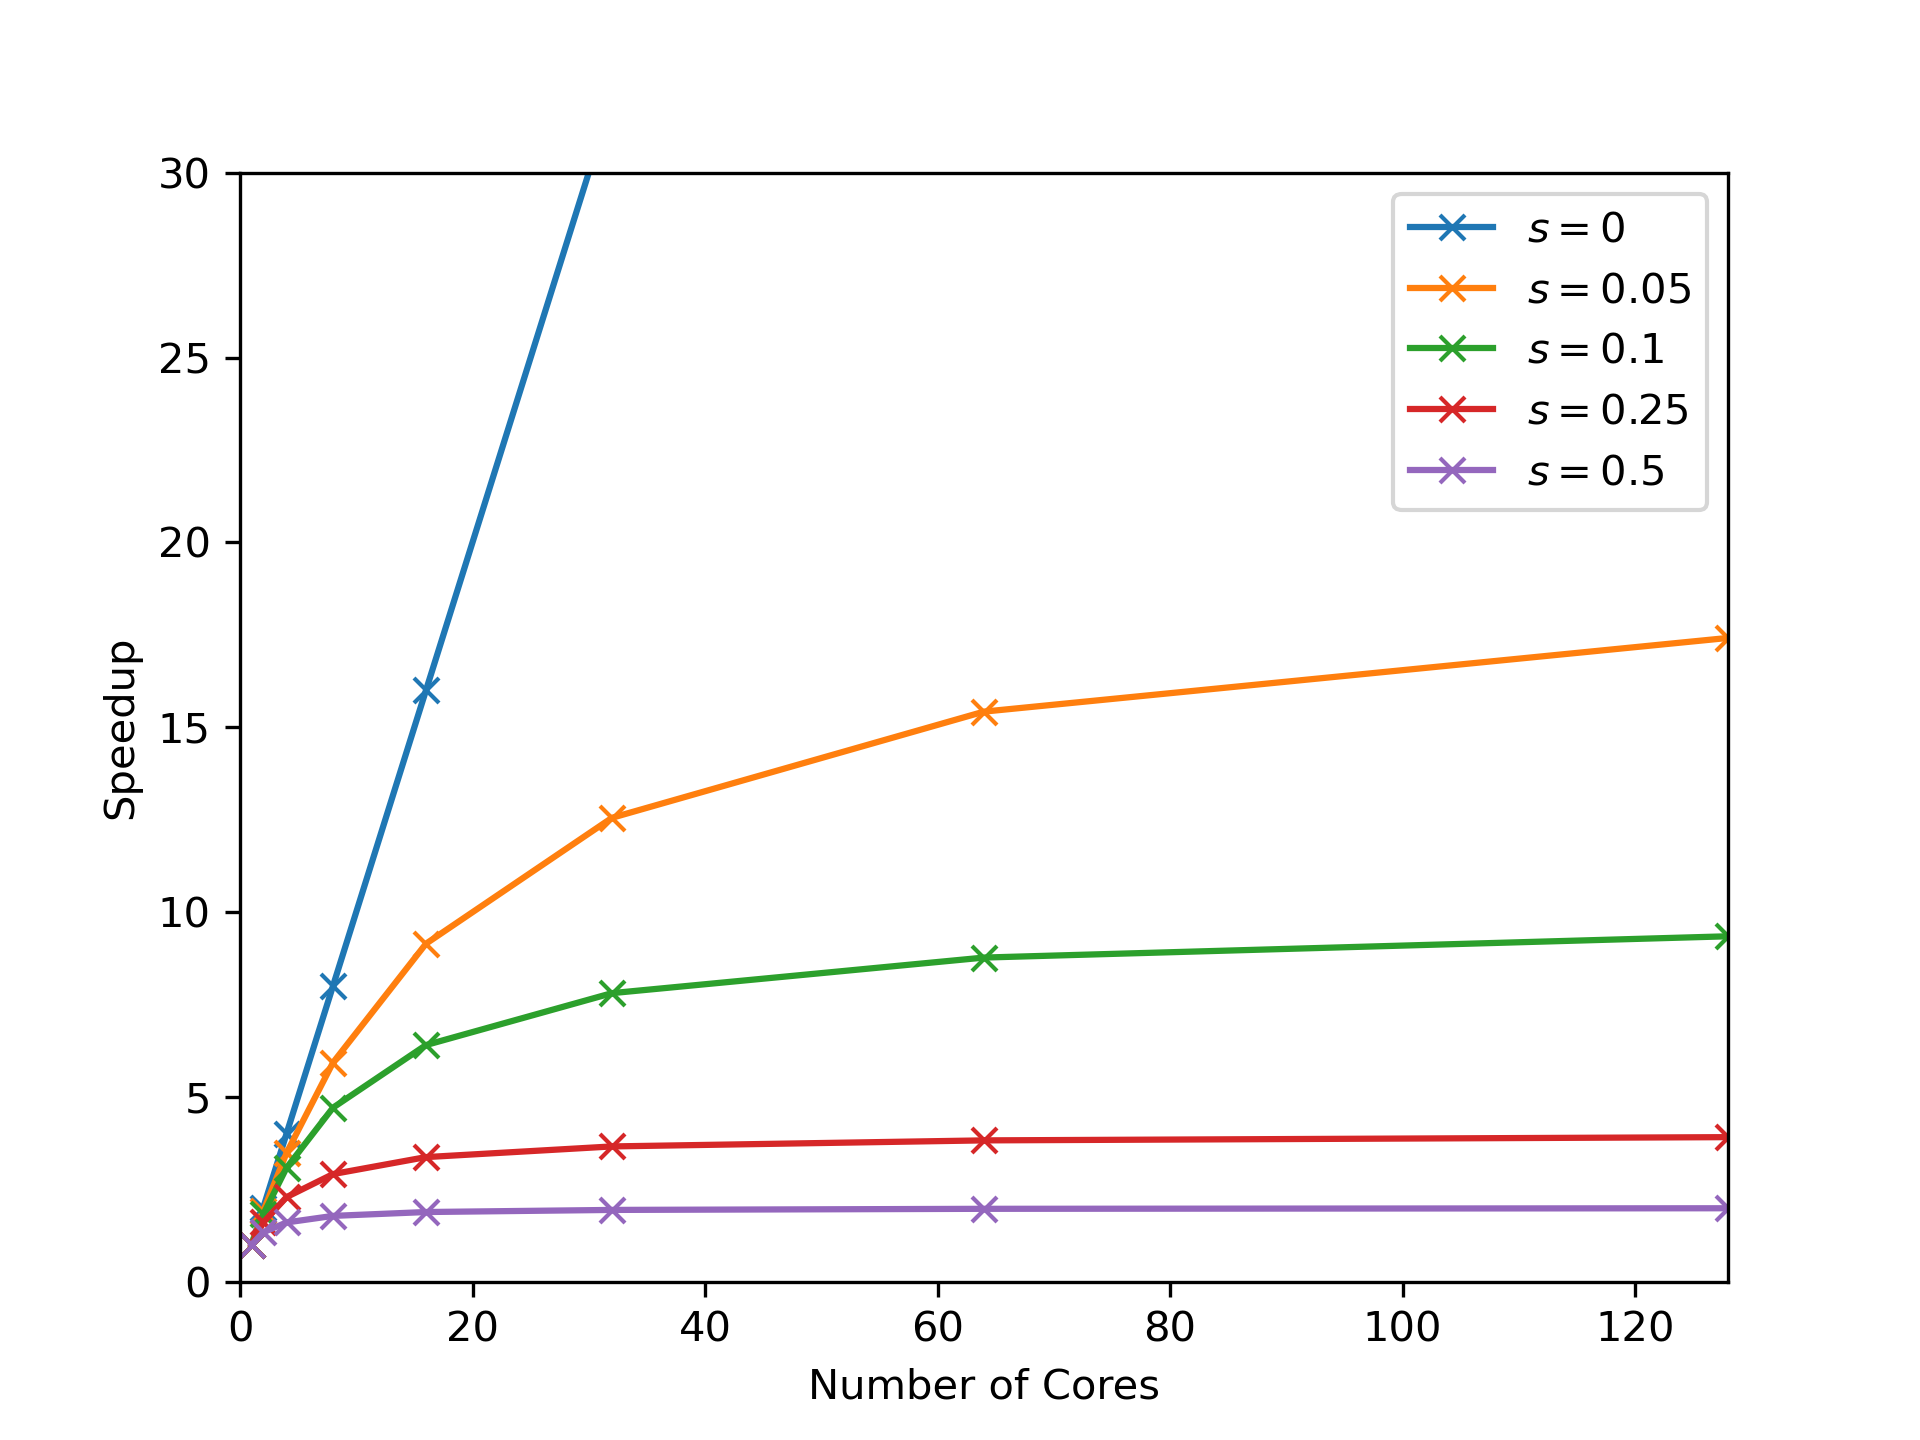 30
25
20
15
10
5
0
Speedup
0 20 40 60 80 100 120
Number of Cores
s = 0
s = 0.05
s = 0.1
s = 0.25
s = 0.5